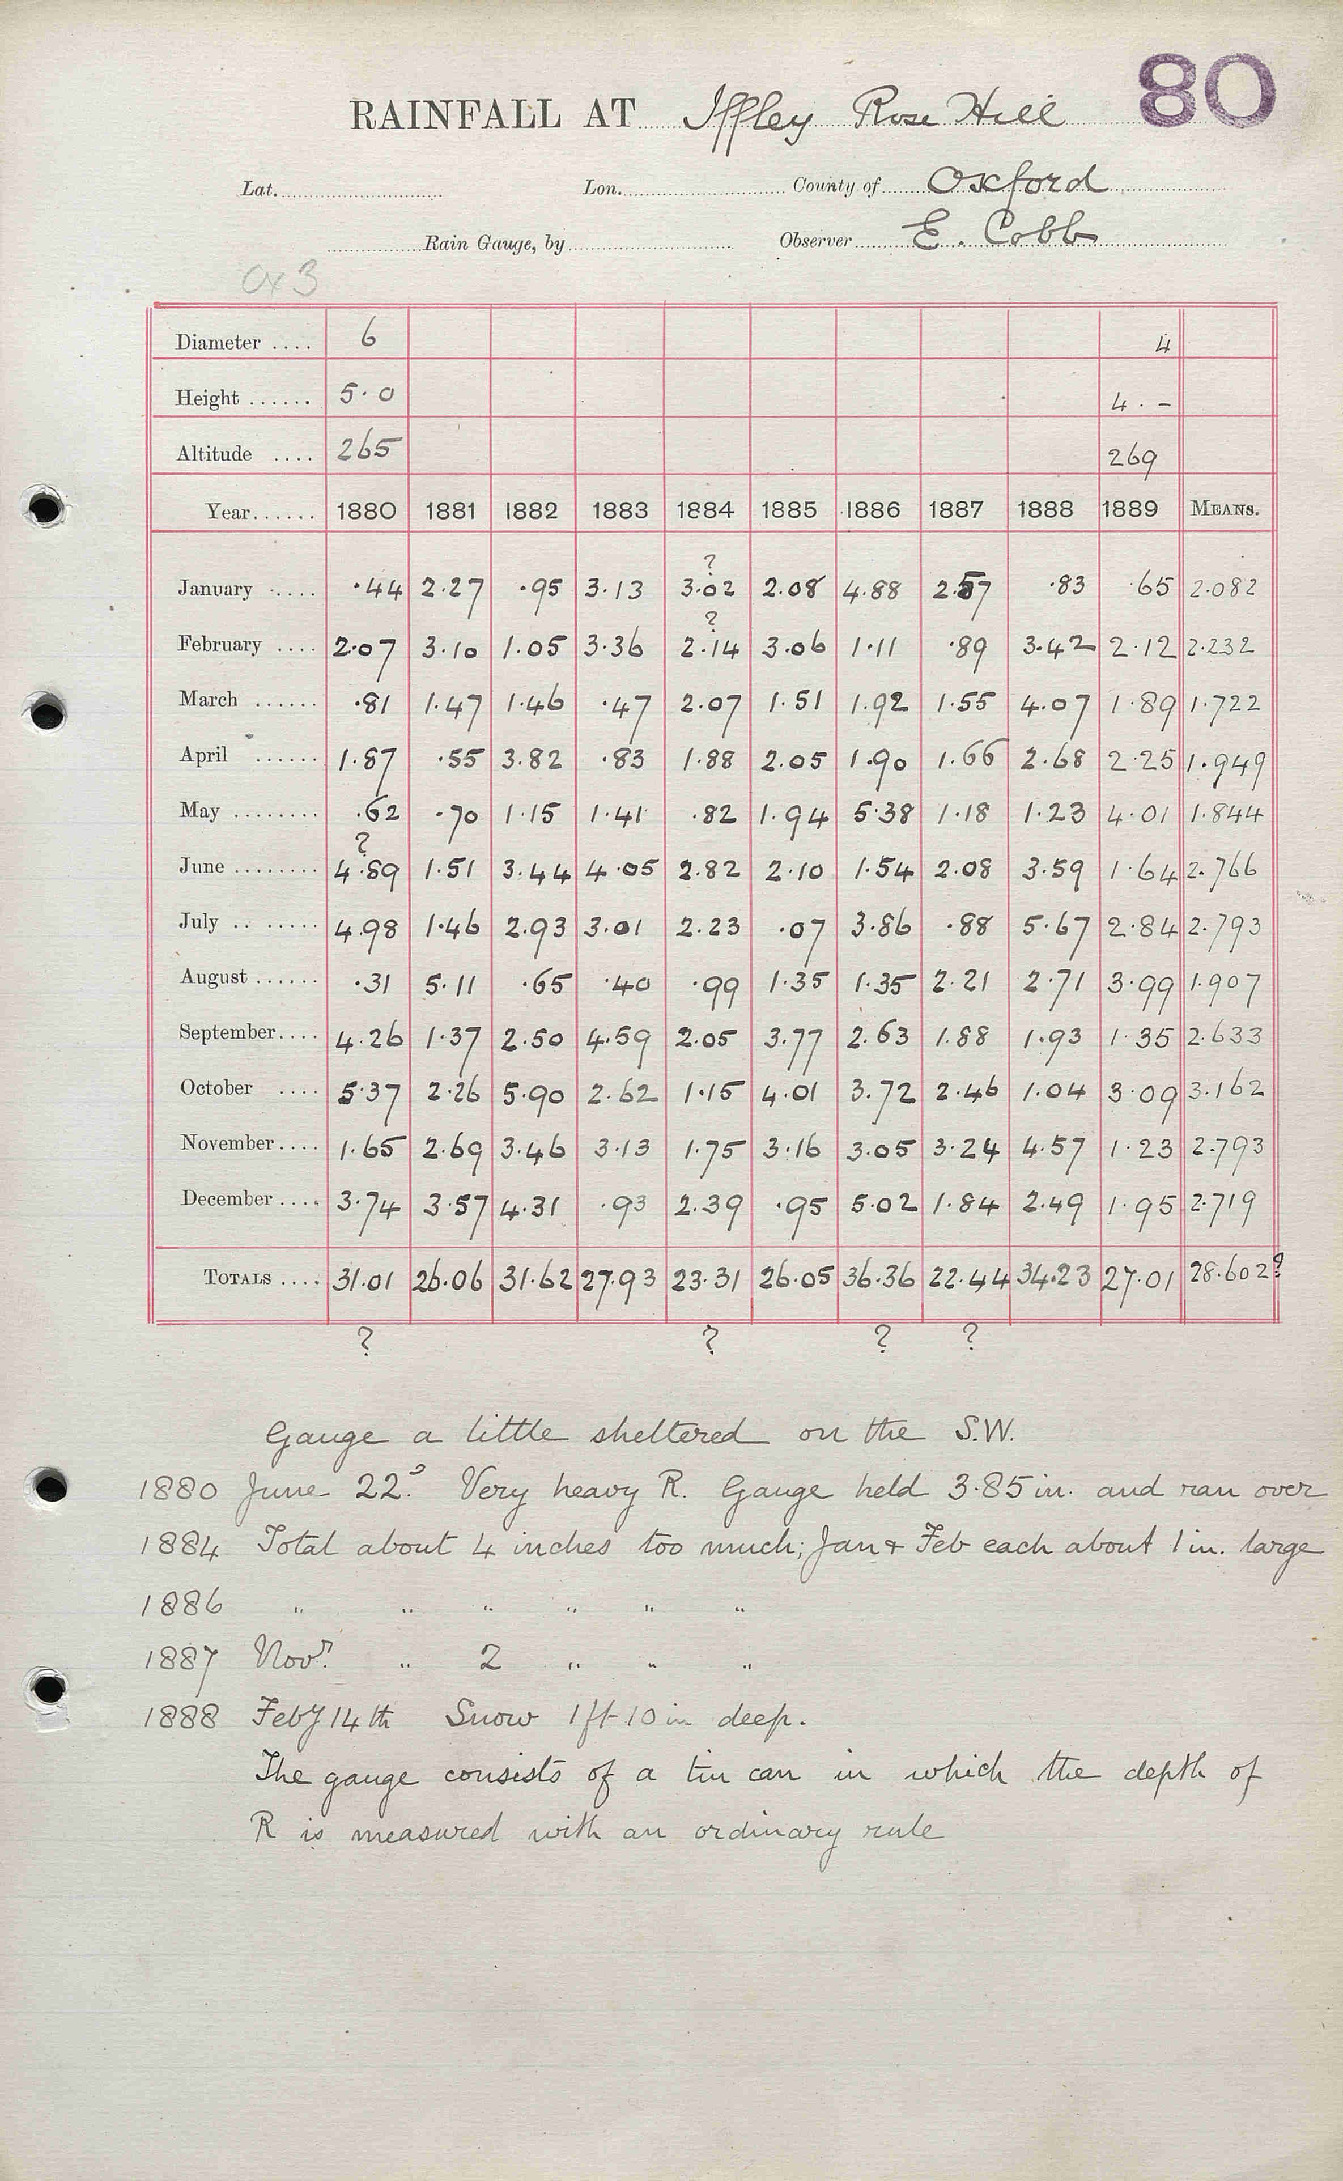 80
RAINFALL AT Iffley Rose Hill
Lat. Lon. County of Oxford
Rain Gauge, by Observer E. Cobb
Ox 3
Diameter .... 6 4
Height ...... 5.0 4.-
Altitude .... 265 269
Year...... 1880 1881 1882 1883 1884 1885 1886 1887 1888 1889 MEANS.
?
January ..... .44 2.27 .95 3.13 3.02 2.08 4.88 2.57 .83 .65 2.082
?
February .... 2.07 3.10 1.05 3.36 2.14 3.06 1.11 .89 3.42 2.12 2.232
March ...... .81 1.47 1.46 .47 2.07 1.51 1.92 1.55 4.07 1.89 1.722
April ...... 1.87 .55 3.82 .83 1.88 2.05 1.90 1.66 2.68 2.25 1.949
May ........ .62 .70 1.15 1.41 .82 1.94 5.38 1.18 1.23 4.01 1.844
?
June ........ 4.89 1.51 3.44 4.05 2.82 2.10 1.54 2.08 3.59 1.64 2.766
July .. ..... 4.98 1.46 2.93 3.01 2.23 .07 3.86 .88 5.67 2.84 2.793
August ...... .31 5.11 .65 .40 .99 1.35 1.35 2.21 2.71 3.99 1.907
September.... 4.26 1.37 2.50 4.59 2.05 3.77 2.63 1.88 1.93 1.35 2.633
October .... 5.37 2.26 5.90 2.62 1.15 4.01 3.72 2.46 1.04 3.09 3.162
November.... 1.65 2.69 3.46 3.13 1.75 3.16 3.05 3.24 4.57 1.23 2.793
December .... 3.74 3.57 4.31 .93 2.39 .95 5.02 1.84 2.49 1.95 2.719
TOTALS .... 31.01 26.06 31.62 27.93 23.31 26.05 36.36 22.44 34.23 27.01 28.602?
? ? ? ?
Gauge a little sheltered on the S.W.
1880 June 22d. Very heavy R. Gauge held 3.85 in. and ran over
1884 Total about 4 inches too much; Jan + Feb each about 1 in. large
1886 " " " " " "
1887 Novr. " 2 " " "
1888 Feby 14th Snow 1ft 10 in deep.
The gauge consists of a tin can in which the depth of
R is measured with an ordinary rule